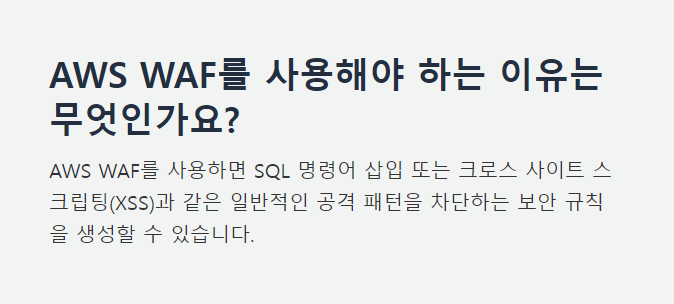 AWS WAF를 사용해야 하는 이유는
무엇인가요?
AWS WAF를 사용하면 SQL 명령어 삽입 또는 크로스 사이트 스
크립팅(XSS)과 같은 일반적인 공격 패턴을 차단하는 보안 규칙
을 생성할 수 있습니다.